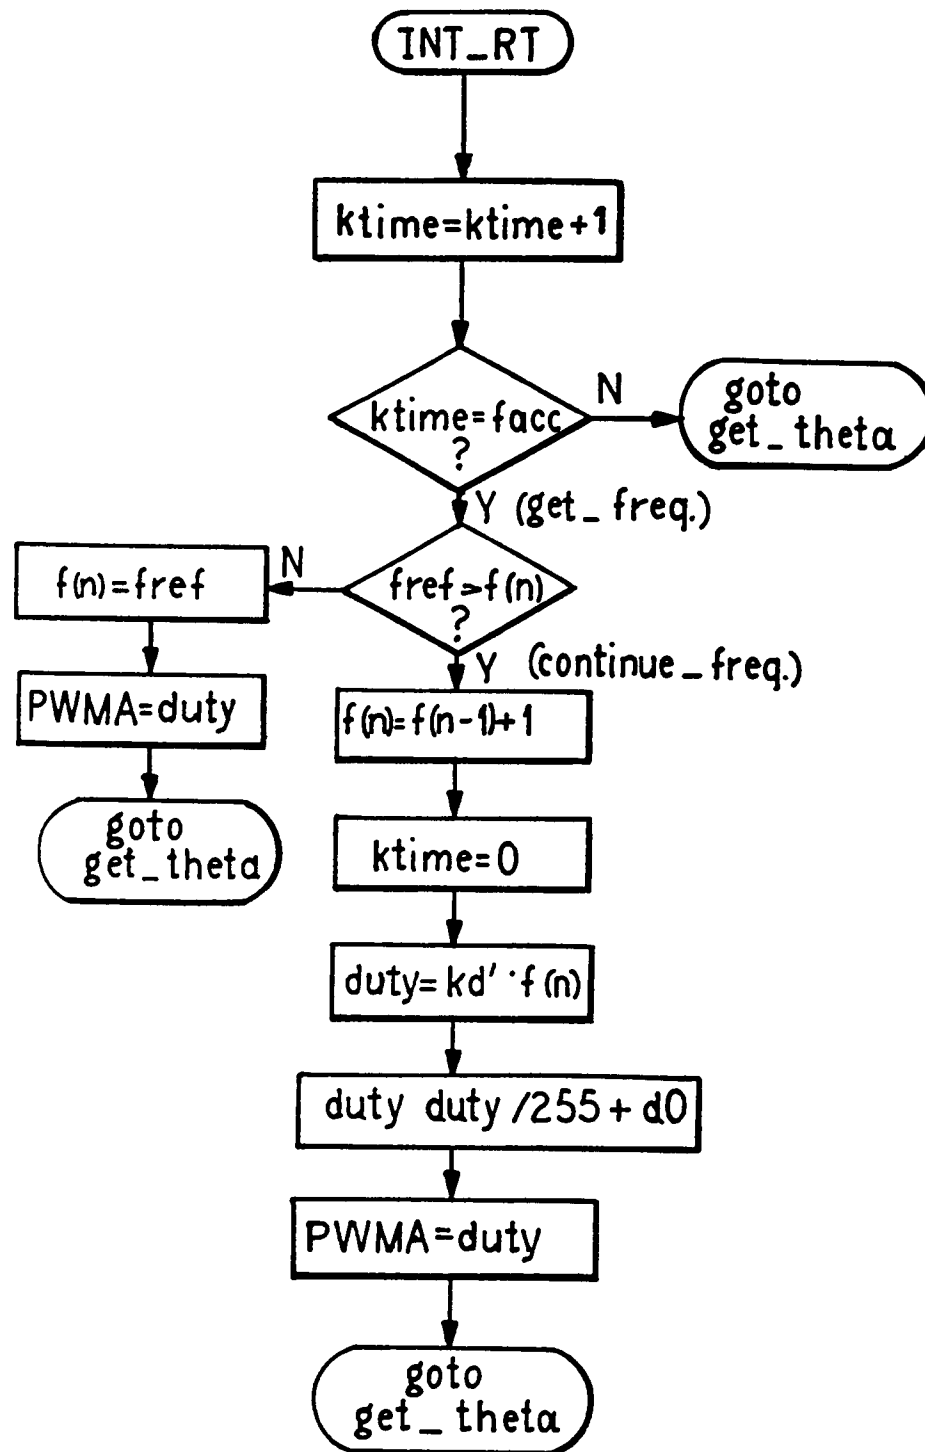 INT_RT
ktime=ktime+1
ktime=facc
?
N
goto
get_theta
Y (get_freq.)
fref>f(n)
?
N
f(n)=fref
PWMA=duty
goto
get_theta
Y (continue_freq.)
f(n)=f(n-1)+1
ktime=0
duty=kd'·f(n)
duty duty/255+d0
PWMA=duty
goto
get_theta